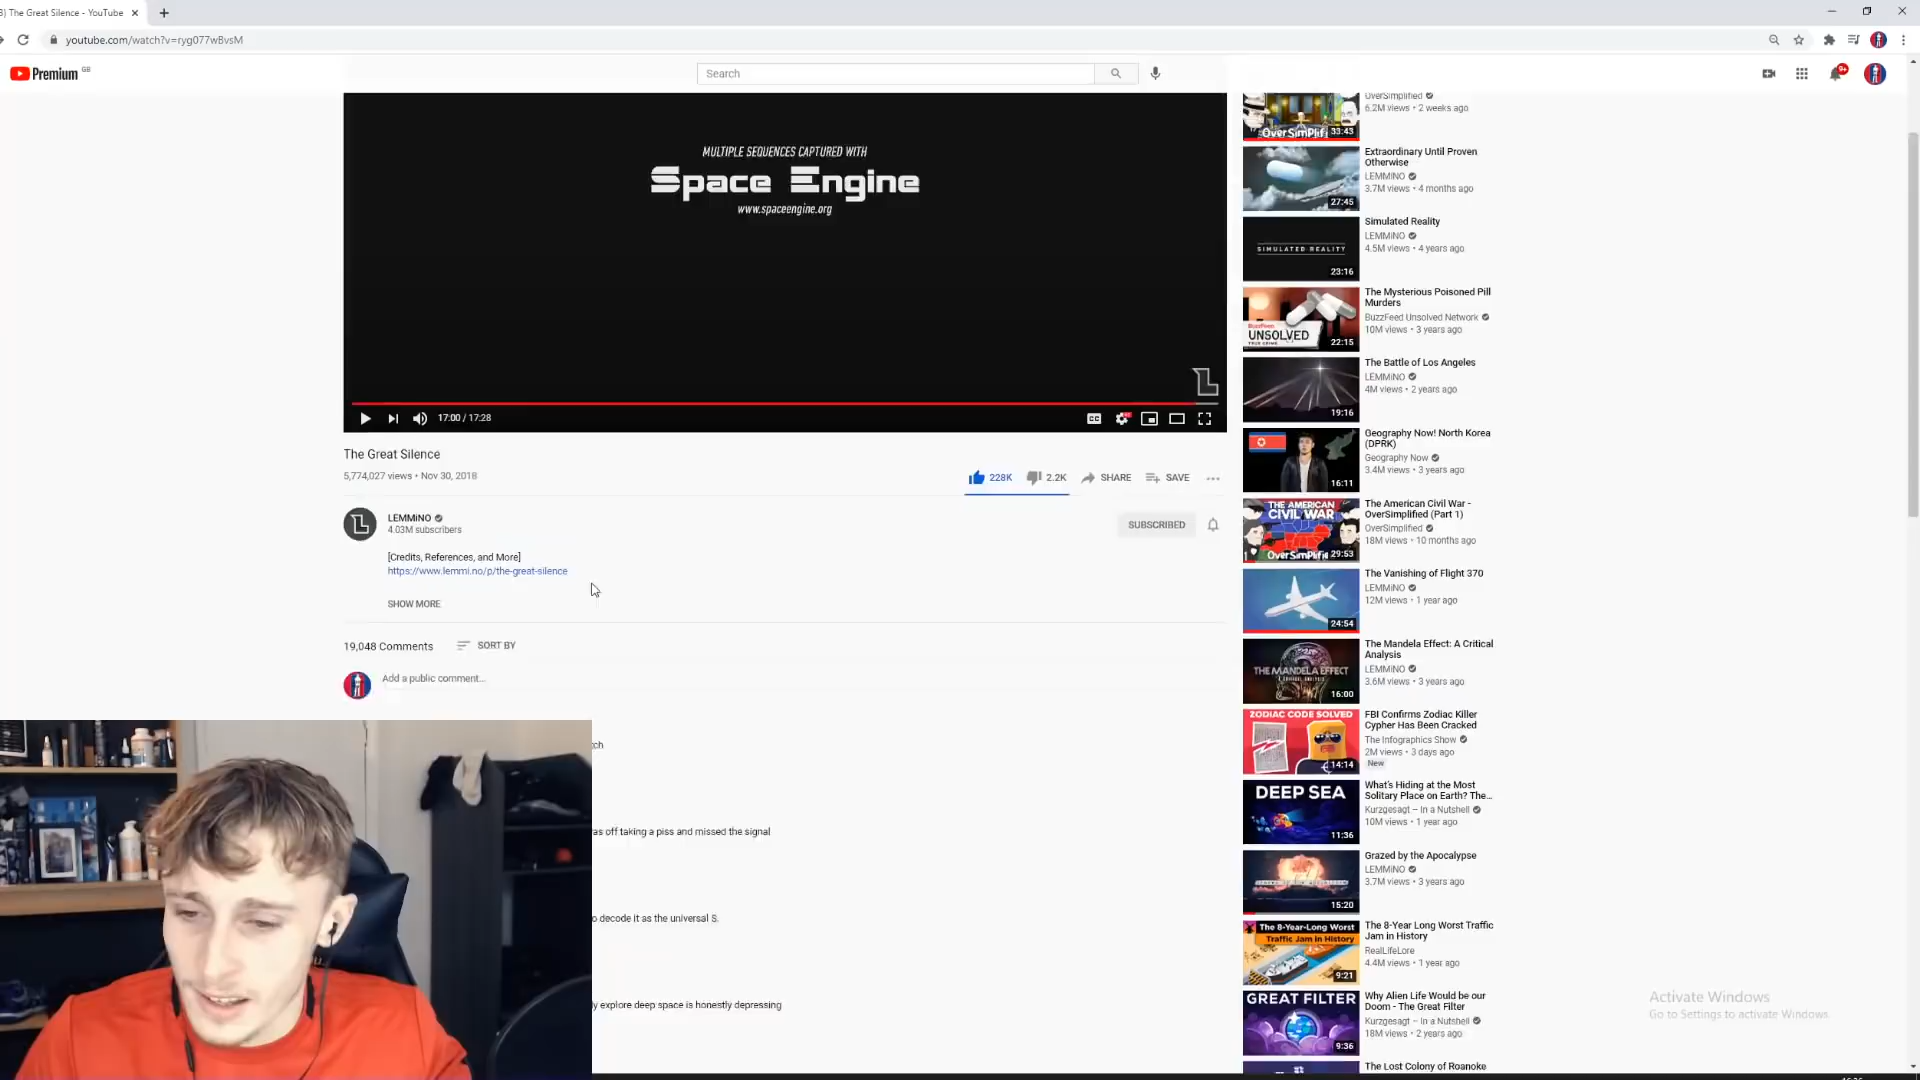 The Great Silence - YouTube
youtube.com/watch?v=ryg077wBvsM
Premium GB
Search
9+
MULTIPLE SEQUENCES CAPTURED WITH
Space Engine
www.spaceengine.org
17:00 / 17:28
The Great Silence
5,774,027 views • Nov 30, 2018
228K
2.2K
SHARE
SAVE
LEMMiNO
4.03M subscribers
SUBSCRIBED
[Credits, References, and More]
https://www.lemmi.no/p/the-great-silence
SHOW MORE
19,048 Comments
SORT BY
Add a public comment...
as off taking a piss and missed the signal
o decode it as the universal S.
y explore deep space is honestly depressing
OverSimplified
6.2M views • 2 weeks ago
33:43
Extraordinary Until Proven
Otherwise
LEMMiNO
3.7M views • 4 months ago
27:45
Simulated Reality
LEMMiNO
4.5M views • 4 years ago
SIMULATED REALITY
23:16
The Mysterious Poisoned Pill
Murders
BuzzFeed Unsolved Network
10M views • 3 years ago
BuzzFeed
UNSOLVED
TRUE CRIME
22:15
The Battle of Los Angeles
LEMMiNO
4M views • 2 years ago
19:16
Geography Now! North Korea
(DPRK)
Geography Now
3.4M views • 3 years ago
16:11
The American Civil War -
OverSimplified (Part 1)
OverSimplified
18M views • 10 months ago
THE AMERICAN
CIVIL WAR
29:53
The Vanishing of Flight 370
LEMMiNO
12M views • 1 year ago
24:54
The Mandela Effect: A Critical
Analysis
LEMMiNO
3.6M views • 3 years ago
THE MANDELA EFFECT
16:00
FBI Confirms Zodiac Killer
Cypher Has Been Cracked
The Infographics Show
2M views • 3 days ago
New
ZODIAC CODE SOLVED
14:14
What's Hiding at the Most
Solitary Place on Earth? The...
Kurzgesagt – In a Nutshell
10M views • 1 year ago
DEEP SEA
11:36
Grazed by the Apocalypse
LEMMiNO
3.7M views • 3 years ago
15:20
The 8-Year Long Worst Traffic
Jam in History
RealLifeLore
4.4M views • 1 year ago
The 8-Year-Long Worst
Traffic Jam in History
9:21
Why Alien Life Would be our
Doom - The Great Filter
Kurzgesagt – In a Nutshell
18M views • 2 years ago
GREAT FILTER
9:36
The Lost Colony of Roanoke
Activate Windows
Go to Settings to activate Windows.